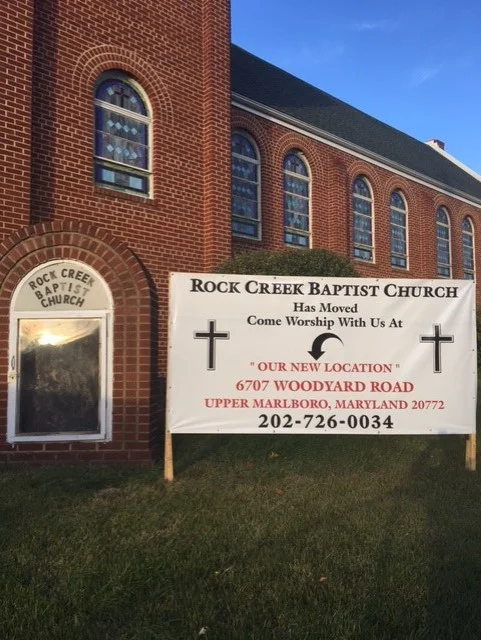 ROCK CREEK
BAPTIST
CHURCH
ROCK CREEK BAPTIST CHURCH
Has Moved
Come Worship With Us At
" OUR NEW LOCATION "
6707 WOODYARD ROAD
UPPER MARLBORO, MARYLAND 20772
202-726-0034